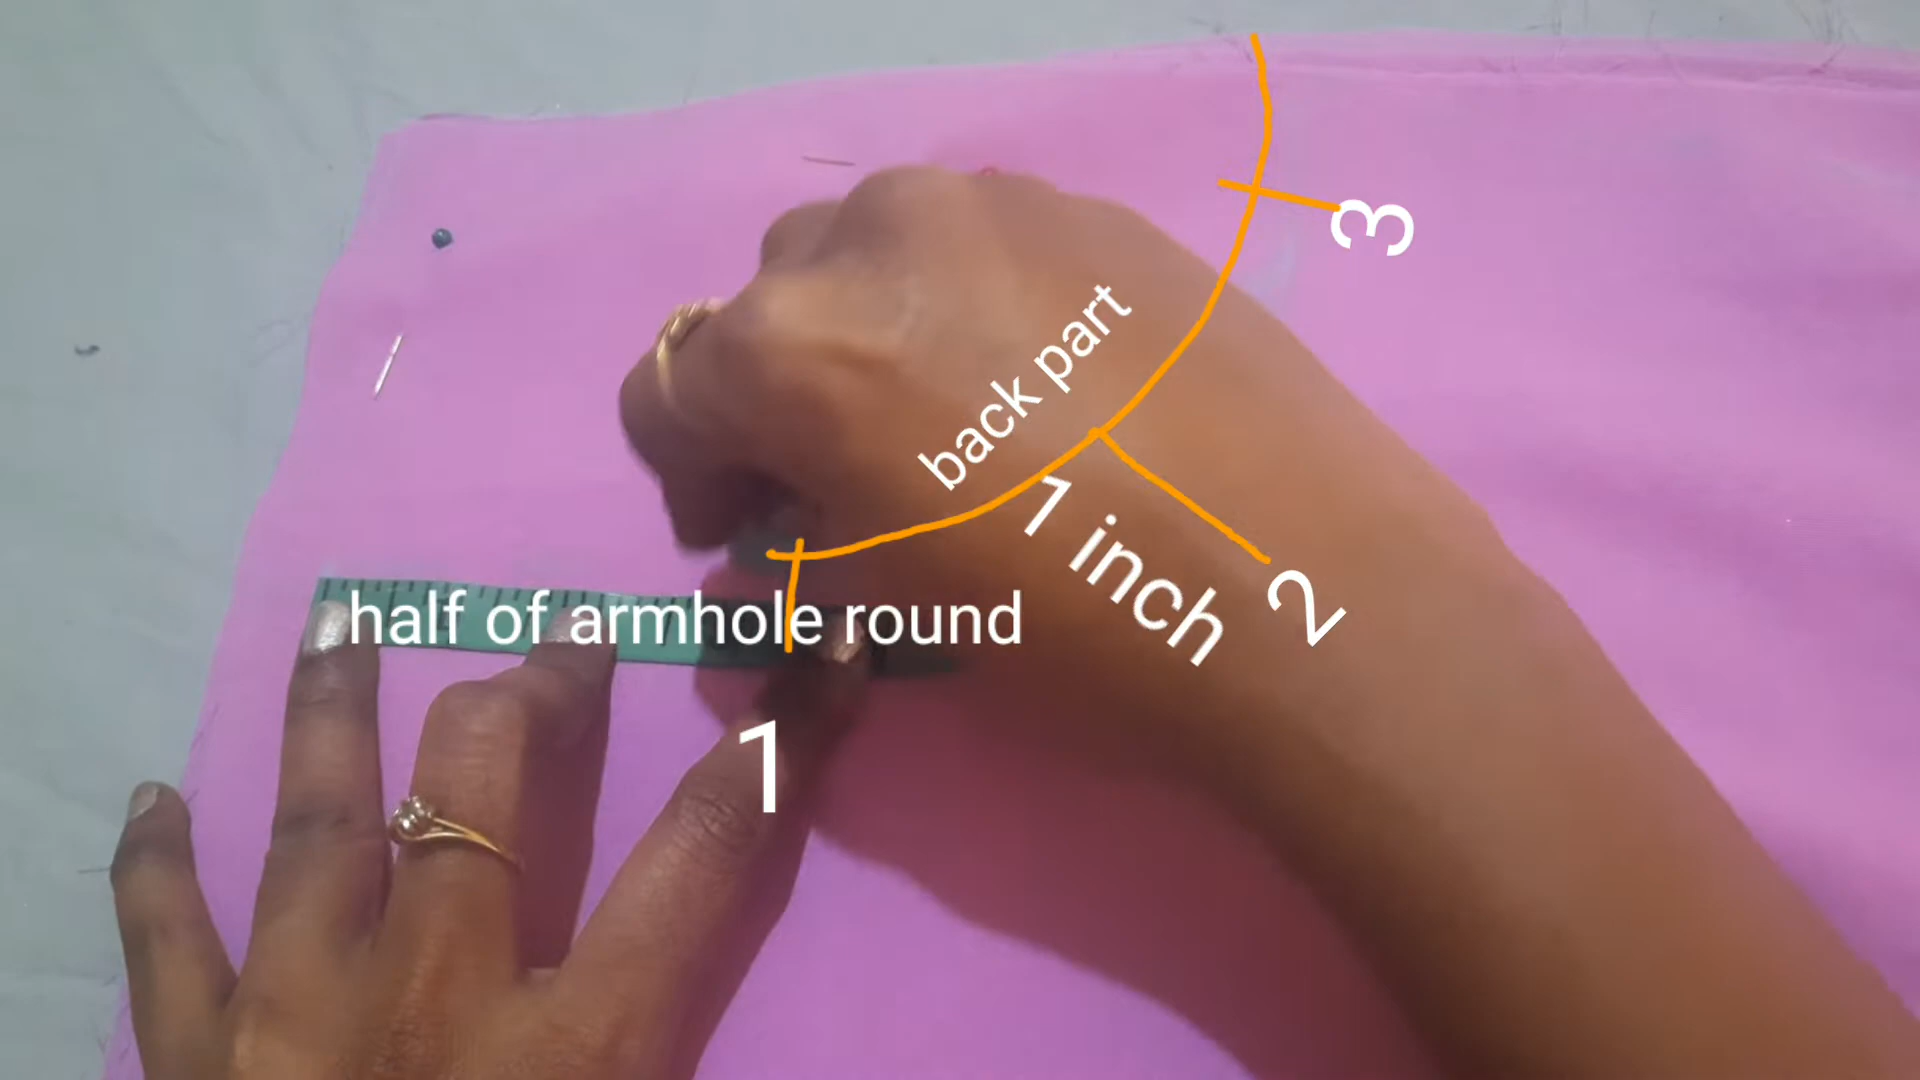 3
back part
1 inch
2
half of armhole round
1